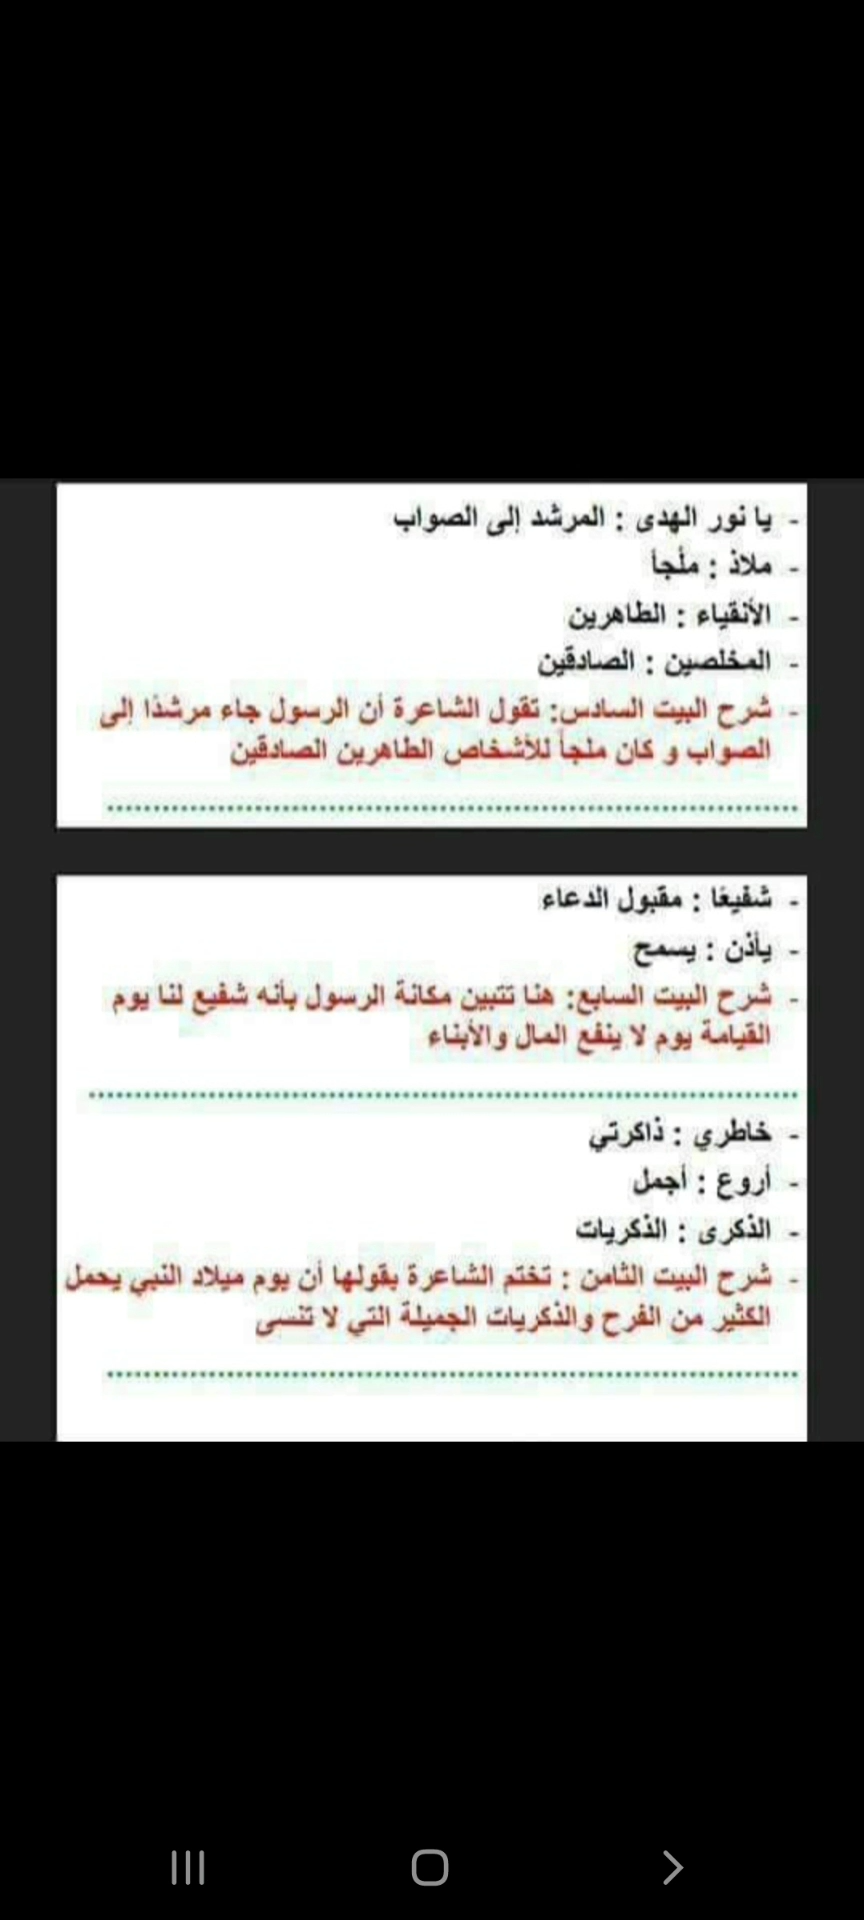 - يا نور الهدى : المرشد إلى الصواب
- ملاذ : ملجأ
- الأنقياء : الطاهرين
- المخلصين : الصادقين
- شرح البيت السادس: تقول الشاعرة أن الرسول جاء مرشدًا إلى
الصواب و كان ملجأ للأشخاص الطاهرين الصادقين
- شفيعًا : مقبول الدعاء
- يأذن : يسمح
- شرح البيت السابع: هنا تتبين مكانة الرسول بأنه شفيع لنا يوم
القيامة يوم لا ينفع المال والأبناء
- خاطري : ذاكرتي
- أروع : أجمل
- الذكرى : الذكريات
- شرح البيت الثامن : تختم الشاعرة بقولها أن يوم ميلاد النبي يحمل
الكثير من الفرح والذكريات الجميلة التي لا تنسى